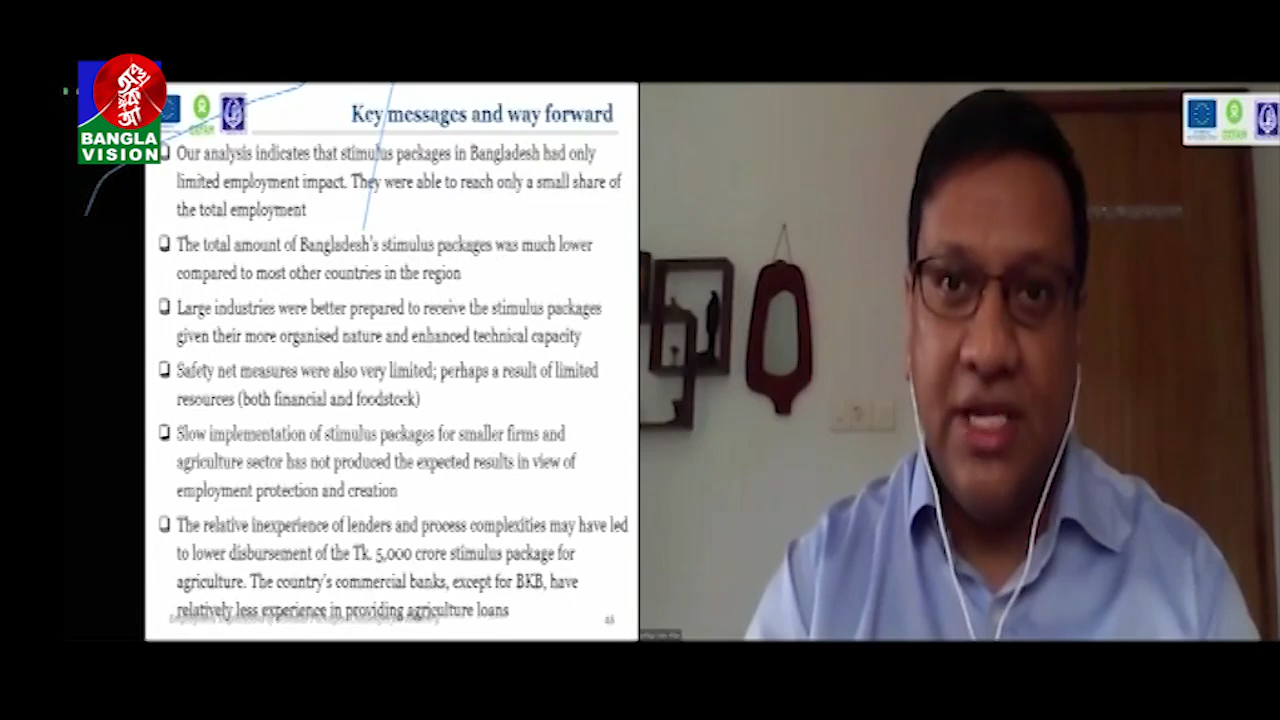 বাংলাভিশন
BANGLA
VISION
Key messages and way forward
OXFAM
❑ Our analysis indicates that stimulus packages in Bangladesh had only
limited employment impact. They were able to reach only a small share of
the total employment
❑ The total amount of Bangladesh's stimulus packages was much lower
compared to most other countries in the region
❑ Large industries were better prepared to receive the stimulus packages
given their more organised nature and enhanced technical capacity
❑ Safety net measures were also very limited; perhaps a result of limited
resources (both financial and foodstock)
❑ Slow implementation of stimulus packages for smaller firms and
agriculture sector has not produced the expected results in view of
employment protection and creation
❑ The relative inexperience of lenders and process complexities may have led
to lower disbursement of the Tk. 5,000 crore stimulus package for
agriculture. The country's commercial banks, except for BKB, have
relatively less experience in providing agriculture loans
OXFAM